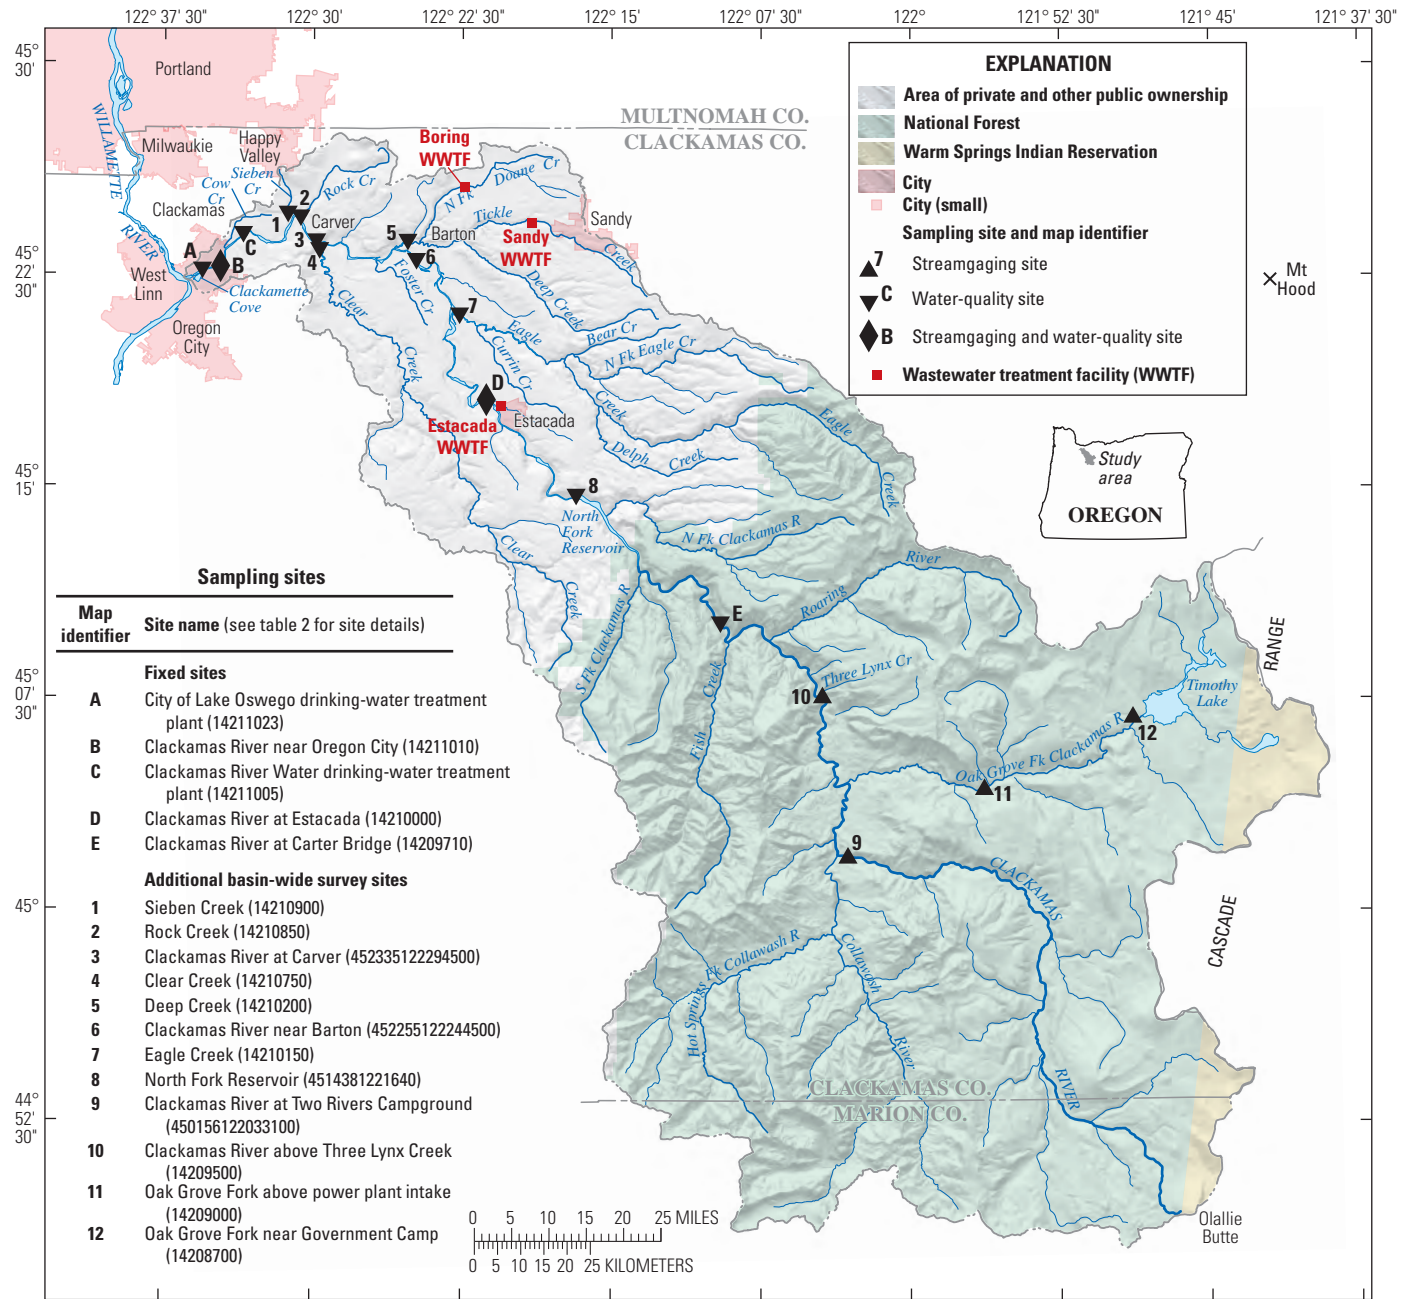 122° 37' 30"
122° 30'
122° 22' 30"
122° 15'
122° 07' 30"
122°
121° 52' 30"
121° 45'
121° 37' 30"
45°
30'
45°
22'
30"
45°
15'
45°
07'
30"
45°
44°
52'
30"
EXPLANATION
Area of private and other public ownership
National Forest
Warm Springs Indian Reservation
City
City (small)
Sampling site and map identifier
7 Streamgaging site
C Water-quality site
B Streamgaging and water-quality site
Wastewater treatment facility (WWTF)
MULTNOMAH CO.
CLACKAMAS CO.
Portland
WILLAMETTE
RIVER
Milwaukie
Happy
Valley
Sieben
Cr
Cow
Cr
Clackamas
Rock Cr
Carver
Boring
WWTF
N Fk Doane Cr
Tickle
Creek
Barton
Sandy
WWTF
Sandy
A
B
C
1
2
3
4
5
6
7
West
Linn
Clackamette
Cove
Oregon
City
Clear
Creek
Foster Cr
Deep Creek
Bear Cr
Eagle
Creek
N Fk Eagle Cr
Currin Cr
D
Estacada
WWTF
Estacada
Delph Creek
Eagle
Creek
8
North
Fork
Reservoir
N Fk Clackamas R
Clear
Creek
S Fk Clackamas R
E
Roaring
River
Fish
Creek
Three Lynx Cr
10
Timothy
Lake
12
Oak Grove Fk Clackamas R
11
9
CLACKAMAS
RIVER
Hot Springs Fk Collawash R
Collawash
River
CLACKAMAS CO.
MARION CO.
CASCADE
RANGE
Olallie
Butte
Mt
Hood
Study
area
OREGON
Sampling sites
Map
identifier
Site name (see table 2 for site details)
Fixed sites
A City of Lake Oswego drinking-water treatment
plant (14211023)
B Clackamas River near Oregon City (14211010)
C Clackamas River Water drinking-water treatment
plant (14211005)
D Clackamas River at Estacada (14210000)
E Clackamas River at Carter Bridge (14209710)
Additional basin-wide survey sites
1 Sieben Creek (14210900)
2 Rock Creek (14210850)
3 Clackamas River at Carver (452335122294500)
4 Clear Creek (14210750)
5 Deep Creek (14210200)
6 Clackamas River near Barton (452255122244500)
7 Eagle Creek (14210150)
8 North Fork Reservoir (4514381221640)
9 Clackamas River at Two Rivers Campground
(450156122033100)
10 Clackamas River above Three Lynx Creek
(14209500)
11 Oak Grove Fork above power plant intake
(14209000)
12 Oak Grove Fork near Government Camp
(14208700)
0 5 10 15 20 25 MILES
0 5 10 15 20 25 KILOMETERS